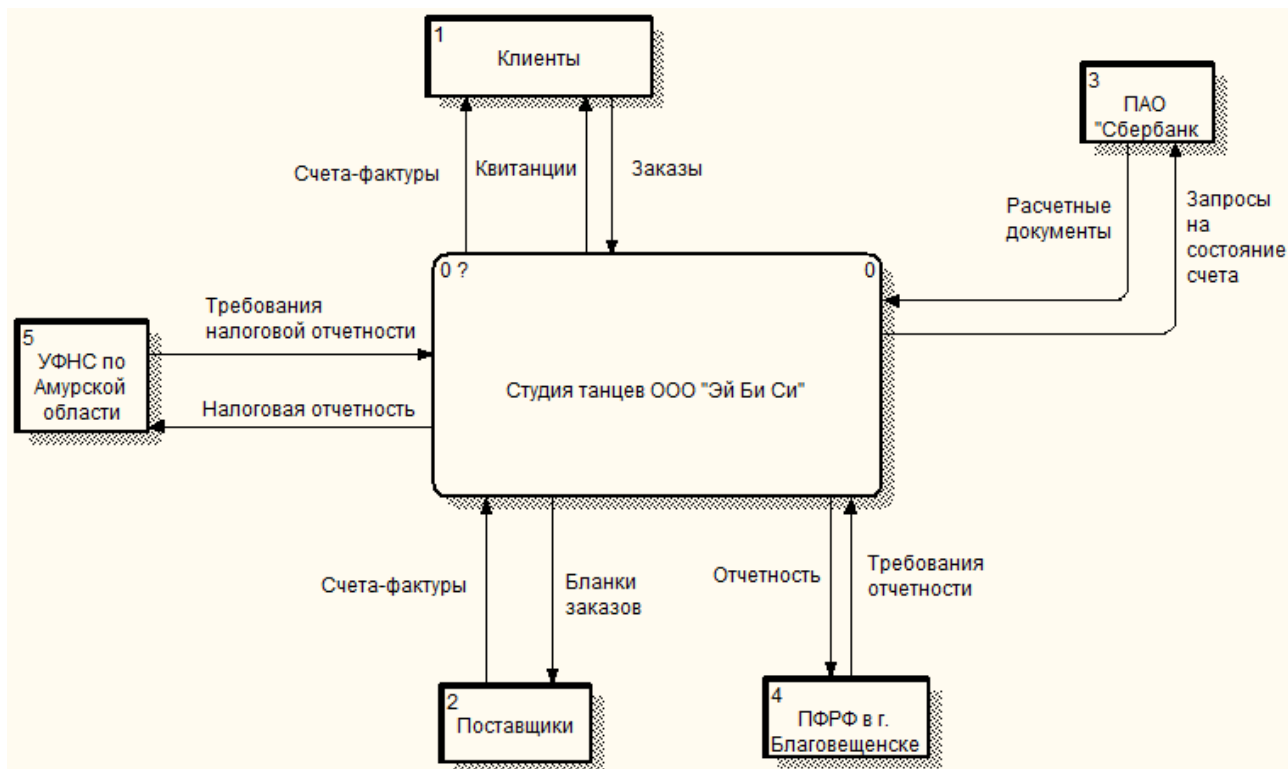 1
Клиенты
3
ПАО
"Сбербанк
Счета-фактуры
Квитанции
Заказы
Расчетные
документы
Запросы
на
состояние
счета
0 ?
0
Студия танцев ООО "Эй Би Си"
Требования
налоговой отчетности
5
УФНС по
Амурской
области
Налоговая отчетность
Счета-фактуры
Бланки
заказов
Отчетность
Требования
отчетности
2
Поставщики
4
ПФРФ в г.
Благовещенске